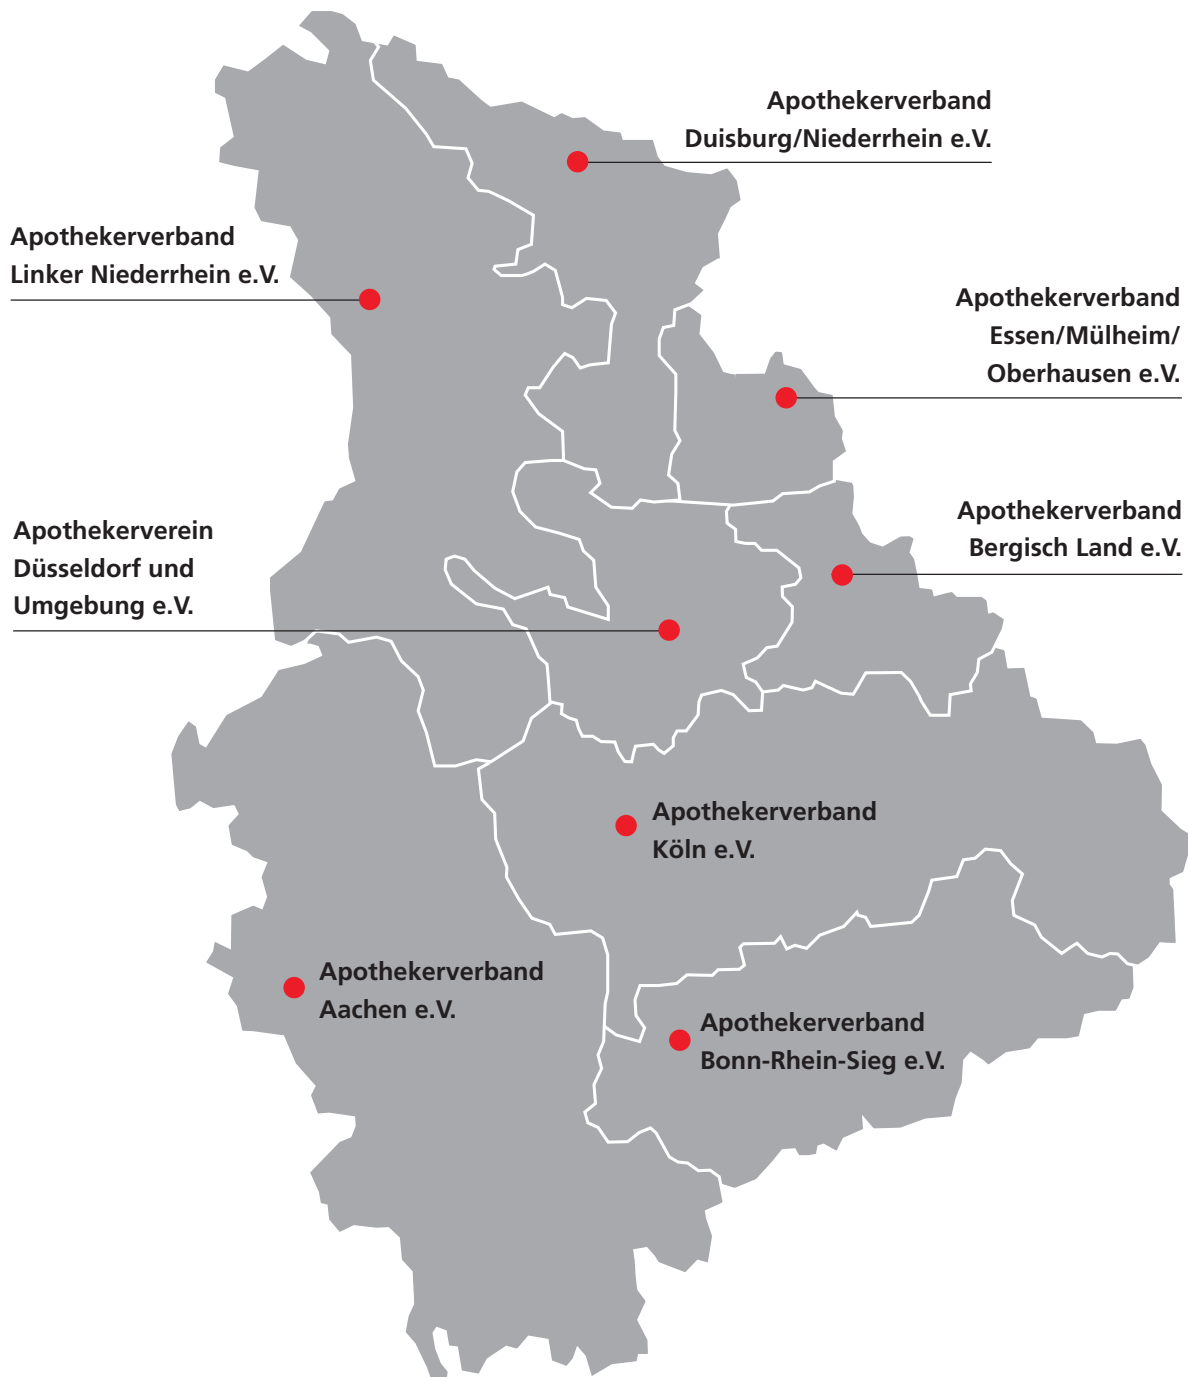 Apothekerverband
Duisburg/Niederrhein e.V.
Apothekerverband
Linker Niederrhein e.V.
Apothekerverband
Essen/Mülheim/
Oberhausen e.V.
Apothekerverband
Bergisch Land e.V.
Apothekerverein
Düsseldorf und
Umgebung e.V.
Apothekerverband
Köln e.V.
Apothekerverband
Aachen e.V.
Apothekerverband
Bonn-Rhein-Sieg e.V.